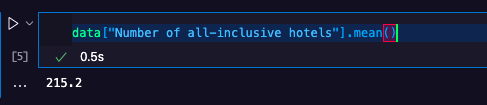 data["Number of all-inclusive hotels"].mean()
[5]
0.5s
...
215.2